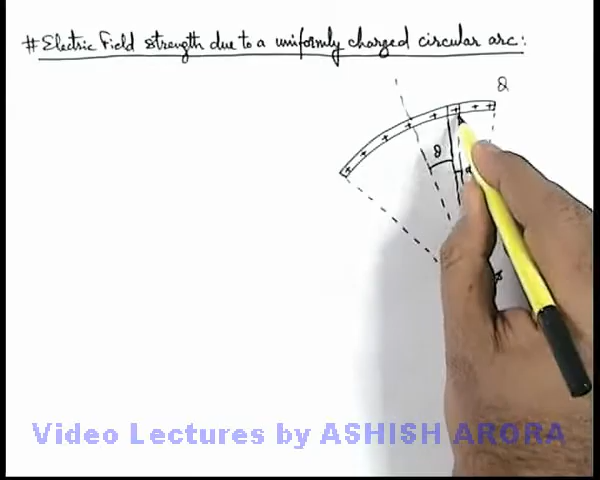 # Electric Field strength due to a uniformly charged circular arc:
Q
+ + + + + + + +
θ
Video Lectures by ASHISH ARORA